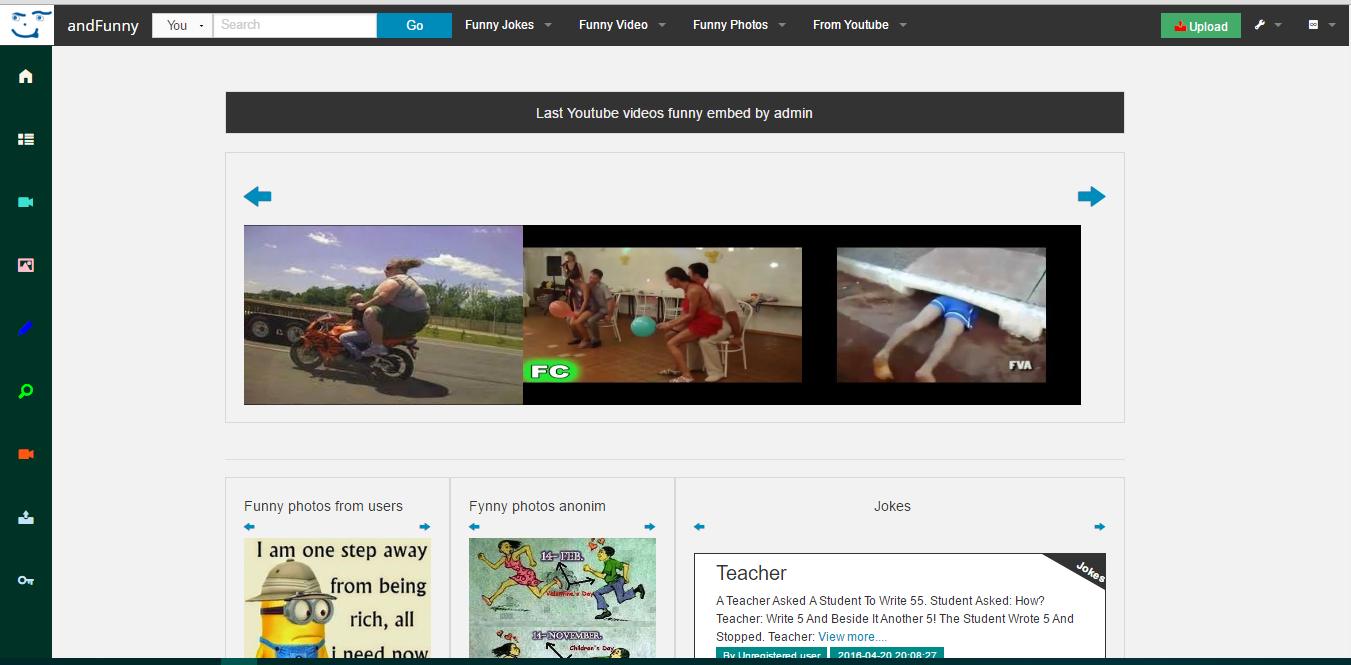 andFunny
You
Search
Go
Funny Jokes
Funny Video
Funny Photos
From Youtube
Upload
Last Youtube videos funny embed by admin
FC
FVA
Funny photos from users
Fynny photos anonim
Jokes
I am one step away
from being
rich, all
i need now
14- FEB.
Valentine's Day
14- NOVEMBER.
Children's Day
Jokes
Teacher
A Teacher Asked A Student To Write 55. Student Asked: How?
Teacher: Write 5 And Beside It Another 5! The Student Wrote 5 And
Stopped. Teacher: View more....
By Unregistered user
2016-04-20 20:08:27